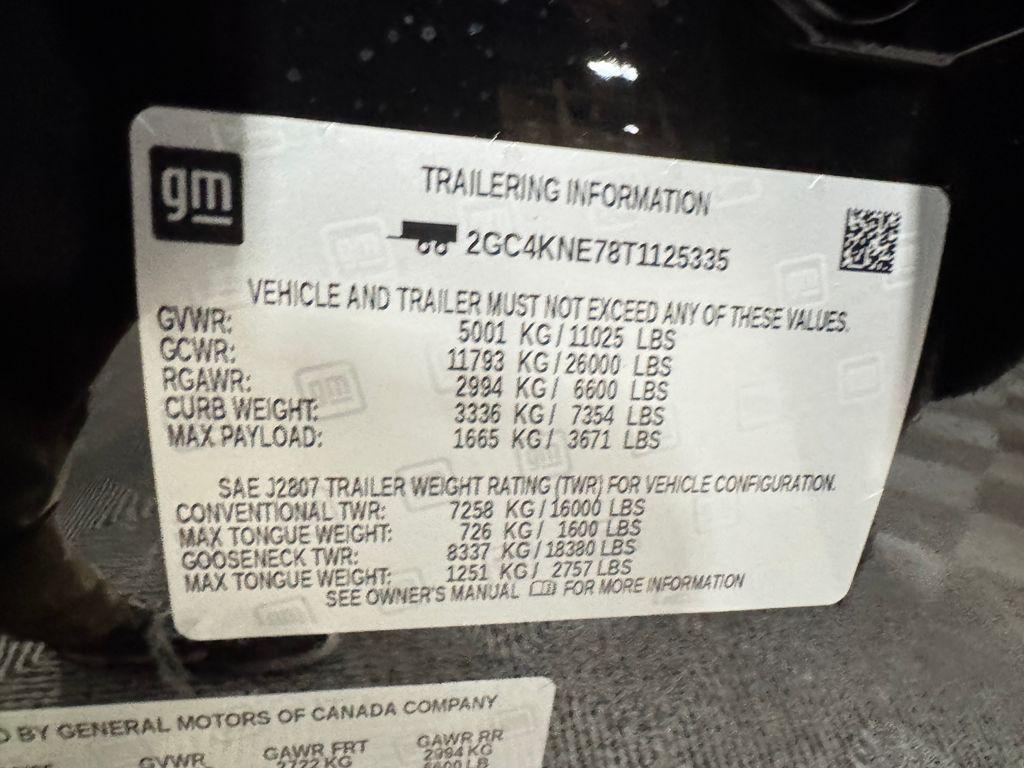 gm
TRAILERING INFORMATION
2GC4KNE78T1125335
VEHICLE AND TRAILER MUST NOT EXCEED ANY OF THESE VALUES.
GVWR: 5001 KG/11025 LBS
GCWR: 11793 KG/26000 LBS
RGAWR: 2994 KG/ 6600 LBS
CURB WEIGHT: 3336 KG/ 7354 LBS
MAX PAYLOAD: 1665 KG/ 3671 LBS
SAE J2807 TRAILER WEIGHT RATING (TWR) FOR VEHICLE CONFIGURATION.
CONVENTIONAL TWR: 7258 KG/16000 LBS
MAX TONGUE WEIGHT: 726 KG/ 1600 LBS
GOOSENECK TWR: 8337 KG/18380 LBS
MAX TONGUE WEIGHT: 1251 KG/ 2757 LBS
SEE OWNER'S MANUAL FOR MORE INFORMATION
BY GENERAL MOTORS OF CANADA COMPANY
GVWR GAWR FRT GAWR RR
2772 KG 2994 KG
6600 LB